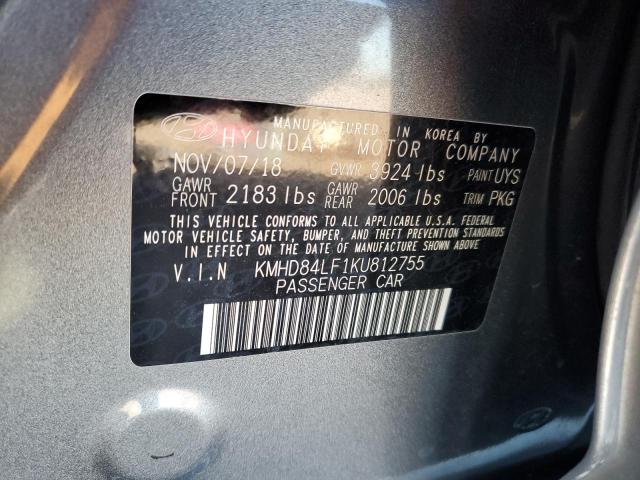 MANUFACTURED IN KOREA BY
HYUNDAI MOTOR COMPANY
NOV/07/18 GVWR 3924 lbs PAINT UYS
GAWR FRONT 2183 lbs GAWR REAR 2006 lbs TRIM PKG
THIS VEHICLE CONFORMS TO ALL APPLICABLE U.S.A. FEDERAL
MOTOR VEHICLE SAFETY, BUMPER, AND THEFT PREVENTION STANDARDS
IN EFFECT ON THE DATE OF MANUFACTURE SHOWN ABOVE.
V.I.N KMHD84LF1KU812755
PASSENGER CAR